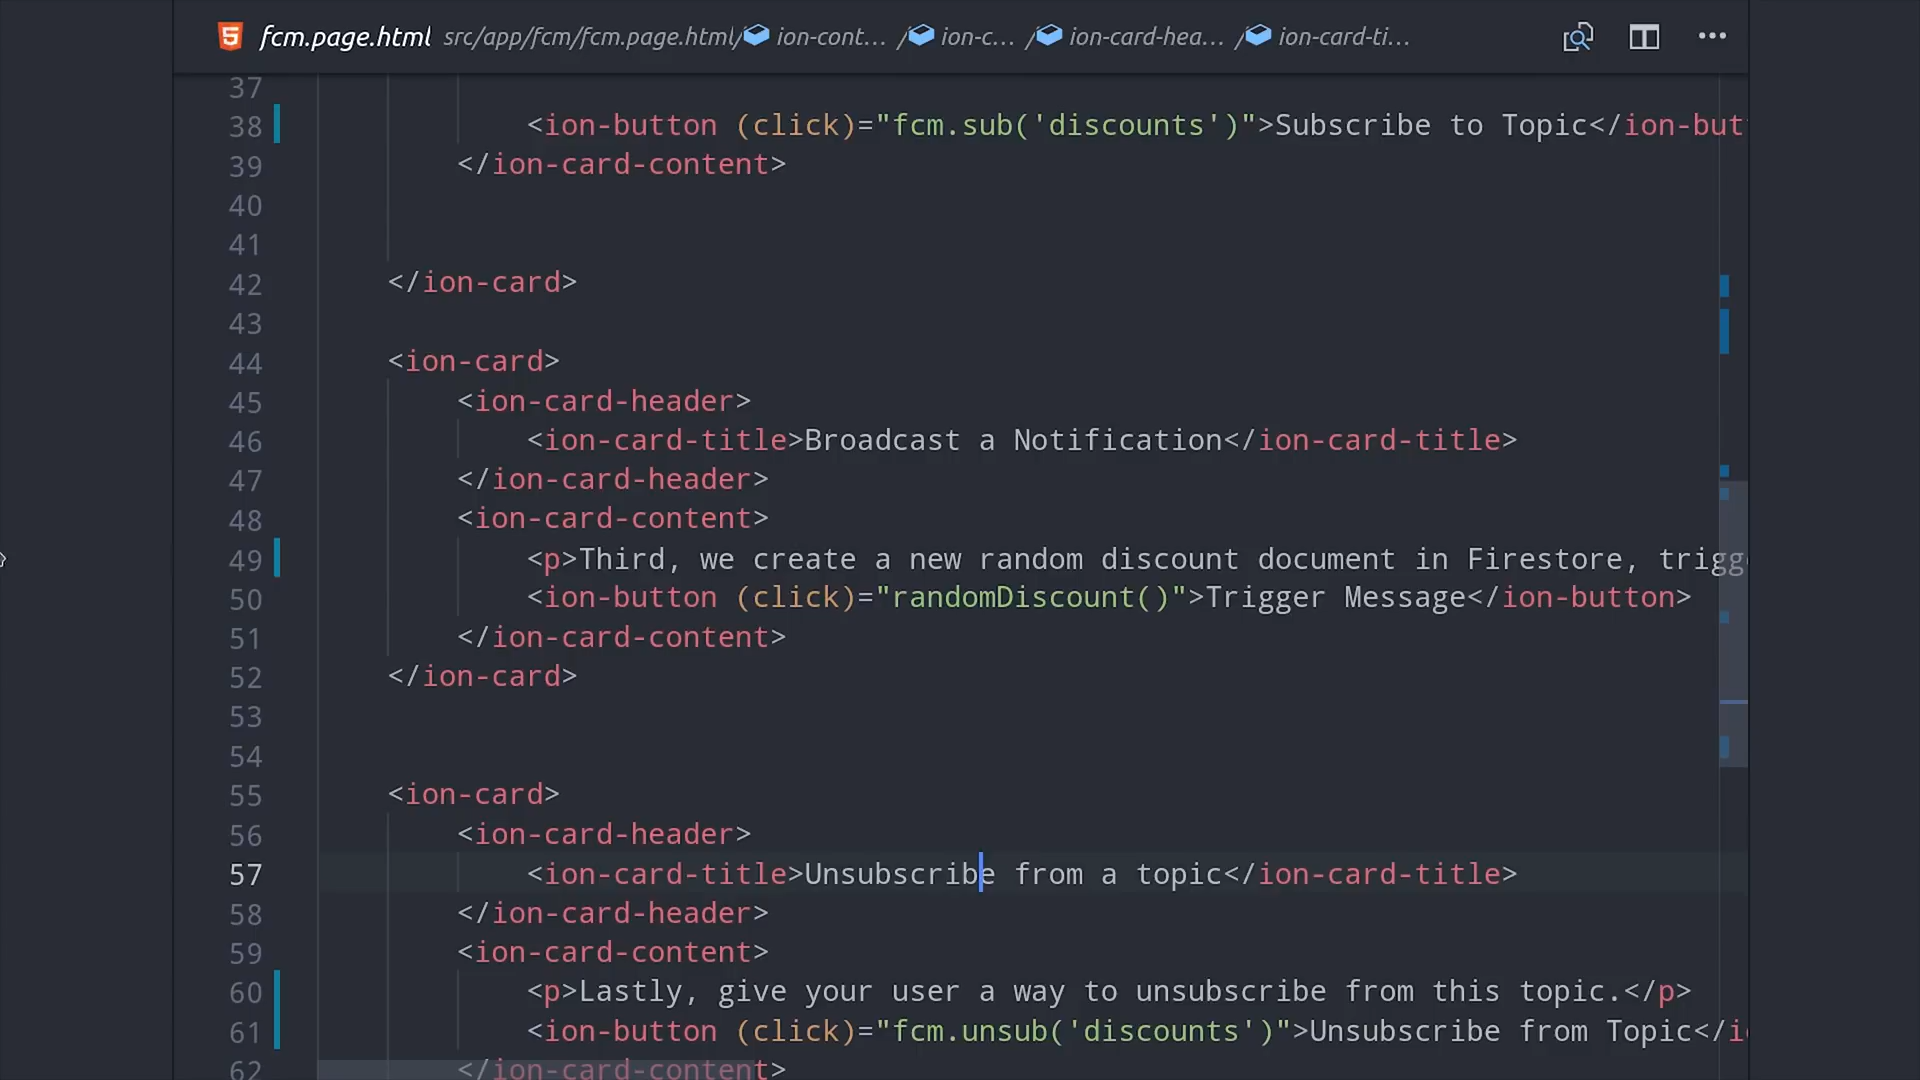 fcm.page.html src/app/fcm/fcm.page.html/ ion-cont... / ion-c... / ion-card-hea... / ion-card-ti... ...
37
38 <ion-button (click)="fcm.sub('discounts')">Subscribe to Topic</ion-but
39 </ion-card-content>
40
41
42 </ion-card>
43
44 <ion-card>
45 <ion-card-header>
46 <ion-card-title>Broadcast a Notification</ion-card-title>
47 </ion-card-header>
48 <ion-card-content>
49 <p>Third, we create a new random discount document in Firestore, trigg
50 <ion-button (click)="randomDiscount()">Trigger Message</ion-button>
51 </ion-card-content>
52 </ion-card>
53
54
55 <ion-card>
56 <ion-card-header>
57 <ion-card-title>Unsubscribe from a topic</ion-card-title>
58 </ion-card-header>
59 <ion-card-content>
60 <p>Lastly, give your user a way to unsubscribe from this topic.</p>
61 <ion-button (click)="fcm.unsub('discounts')">Unsubscribe from Topic</i
62 </ion-card-content>